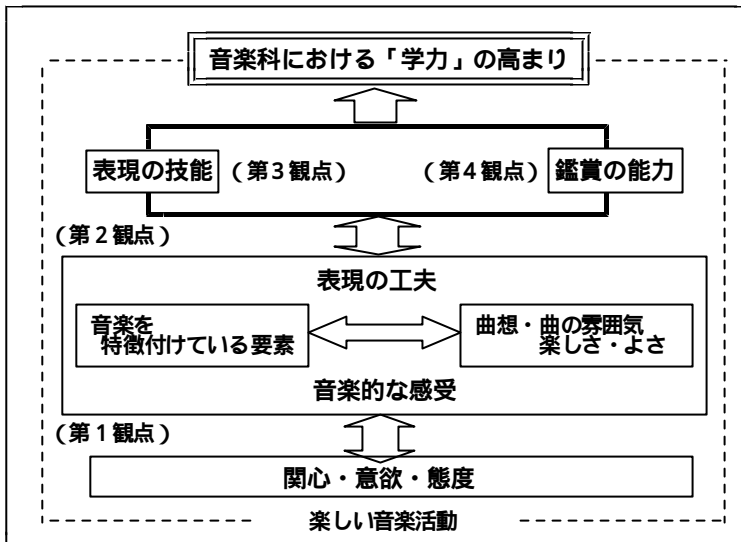 音楽科における「学力」の高まり
表現の技能 (第3観点) (第4観点) 鑑賞の能力
(第2観点)
表現の工夫
音楽を
特徴付けている要素
曲想・曲の雰囲気
楽しさ・よさ
音楽的な感受
(第1観点)
関心・意欲・態度
楽しい音楽活動